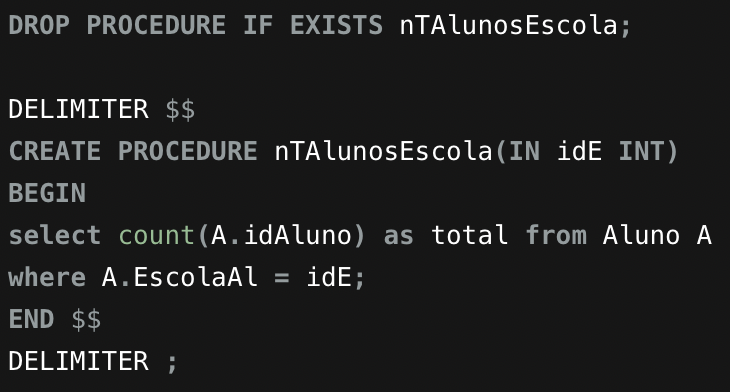 DROP PROCEDURE IF EXISTS nTAlunosEscola;
DELIMITER $$
CREATE PROCEDURE nTAlunosEscola(IN idE INT)
BEGIN
select count(A.idAluno) as total from Aluno A
where A.EscolaAl = idE;
END $$
DELIMITER ;